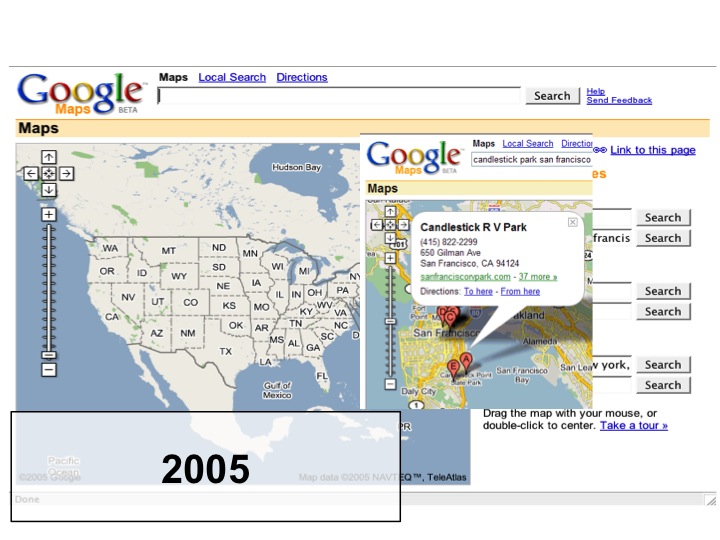 Google
Maps BETA
Maps Local Search Directions
Search
Help
Send Feedback
Maps
Link to this page
Hudson Bay
WA
MT
ND
MN
OR
ID
WY
SD
WI
MI
NY
NE
IA
NV
UT
CO
IL
IN
OH
PA
CA
KS
MO
KY
WV
VA
AZ
NM
OK
AR
TN
NC
MS
AL
GA
SC
TX
LA
FL
Gulf of
Mexico
PR
Pacific
Ocean
©2005 Google
Map data ©2005 NAVTEQ™, TeleAtlas
Google
Maps BETA
Maps Local Search Direction
candlestick park san francisco
Maps
101
Candlestick R V Park
(415) 822-2299
650 Gilman Ave
San Francisco, CA 94124
sanfranciscornpark.com - 37 more »
Directions: To here - From here
D
C
San Francisco
Oakland
Alameda
A
E
Candlestick Point
State Park
San Francisco
Bay
San Lea
Daly City
es
Search
francis
Search
Search
Search
w york,
Search
Search
Drag the map with your mouse, or
double-click to center. Take a tour »
2005
Done